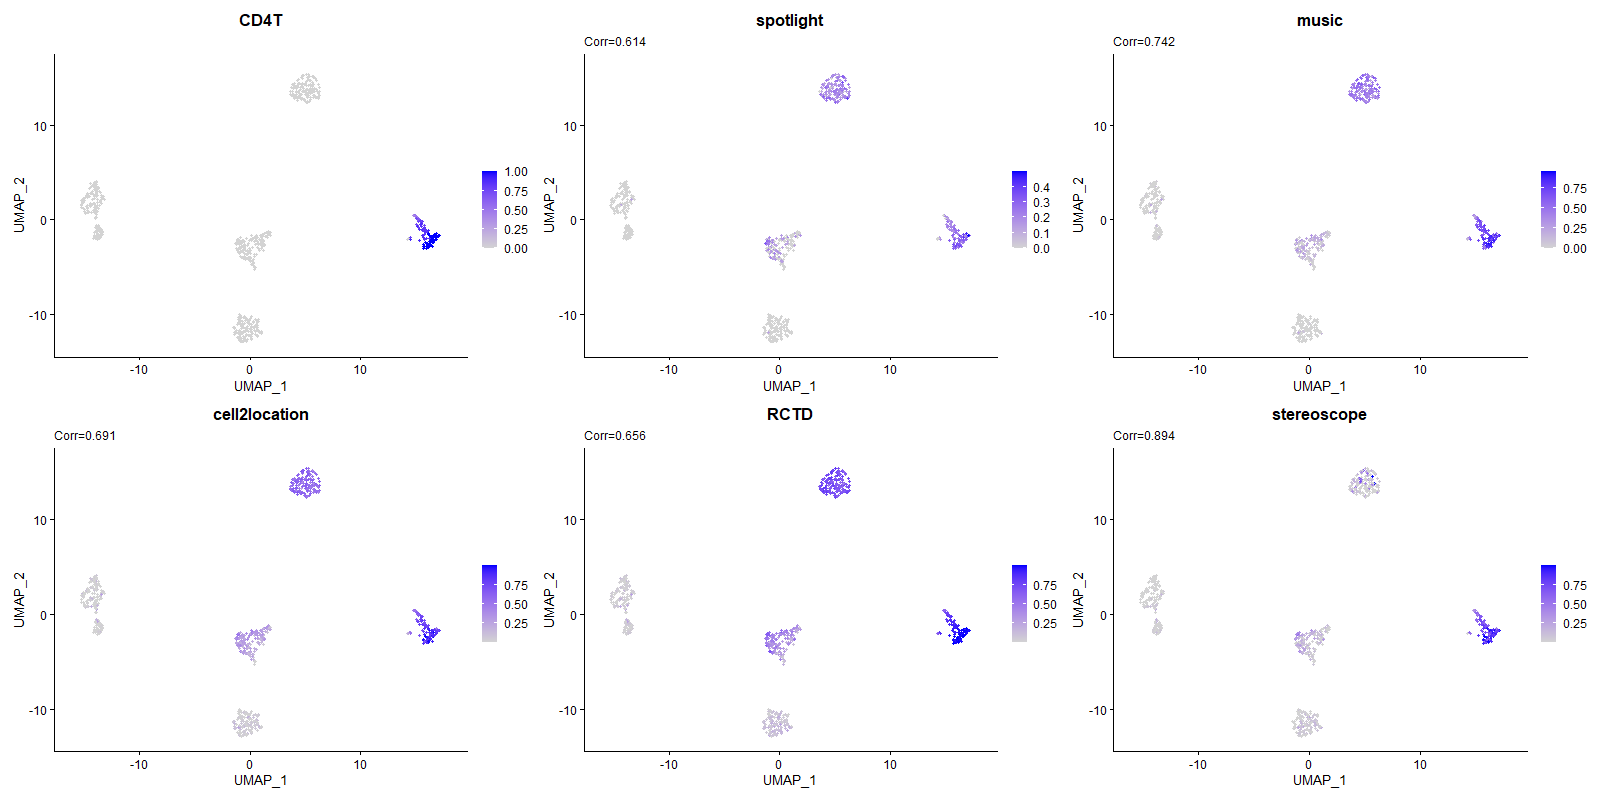 CD4T
UMAP_2
10
0
-10
-10
0
10
UMAP_1
1.00
0.75
0.50
0.25
0.00
spotlight
Corr=0.614
UMAP_2
10
0
-10
-10
0
10
UMAP_1
0.4
0.3
0.2
0.1
0.0
music
Corr=0.742
UMAP_2
10
0
-10
-10
0
10
UMAP_1
0.75
0.50
0.25
0.00
cell2location
Corr=0.691
UMAP_2
10
0
-10
-10
0
10
UMAP_1
0.75
0.50
0.25
RCTD
Corr=0.656
UMAP_2
10
0
-10
-10
0
10
UMAP_1
0.75
0.50
0.25
stereoscope
Corr=0.894
UMAP_2
10
0
-10
-10
0
10
UMAP_1
0.75
0.50
0.25